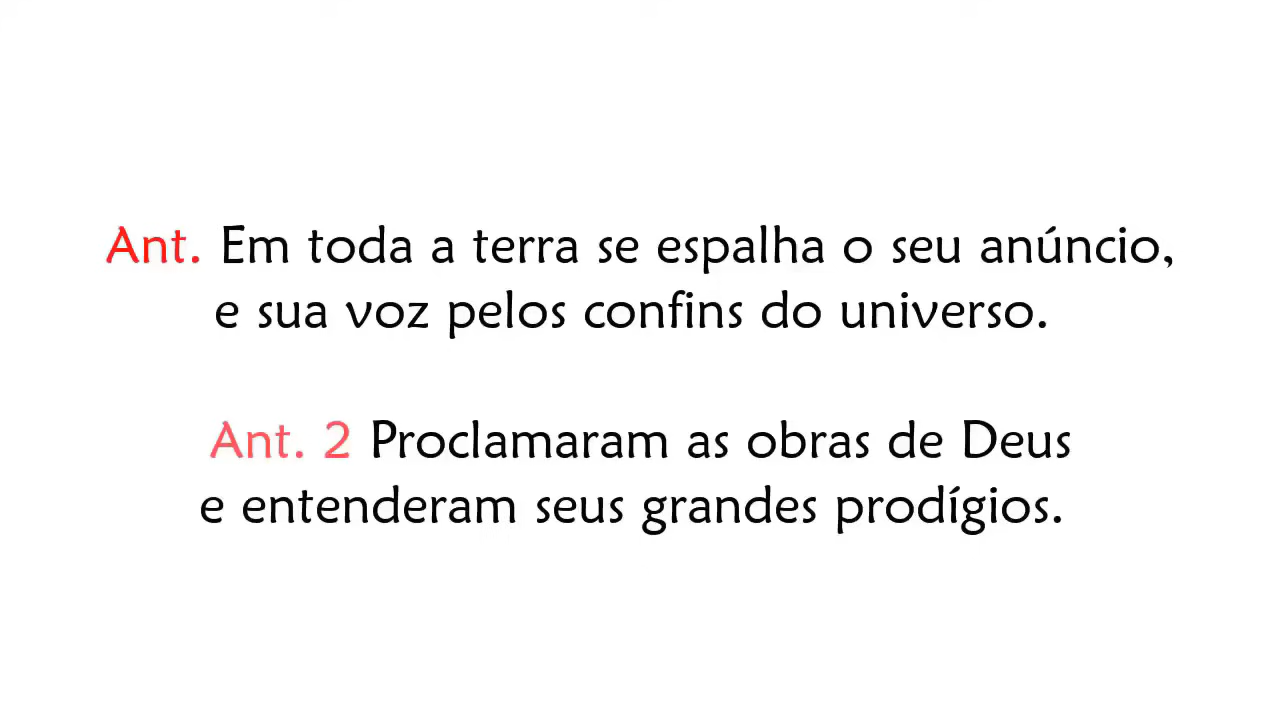 Ant. Em toda a terra se espalha o seu anúncio,
e sua voz pelos confins do universo.
Ant. 2 Proclamaram as obras de Deus
e entenderam seus grandes prodígios.